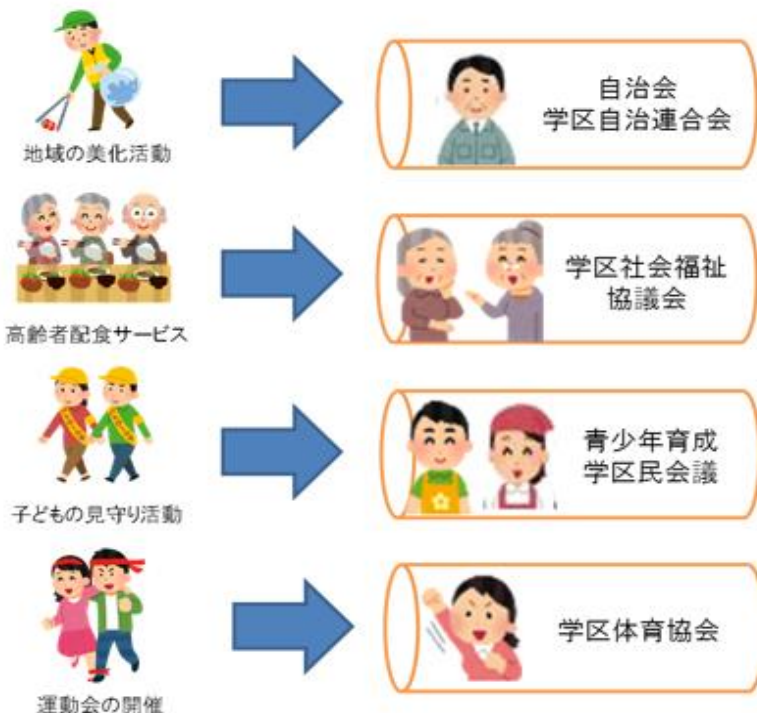 地域の美化活動
自治会
学区自治連合会
高齢者配食サービス
学区社会福祉
協議会
子どもの見守り活動
青少年育成
学区民会議
運動会の開催
学区体育協会